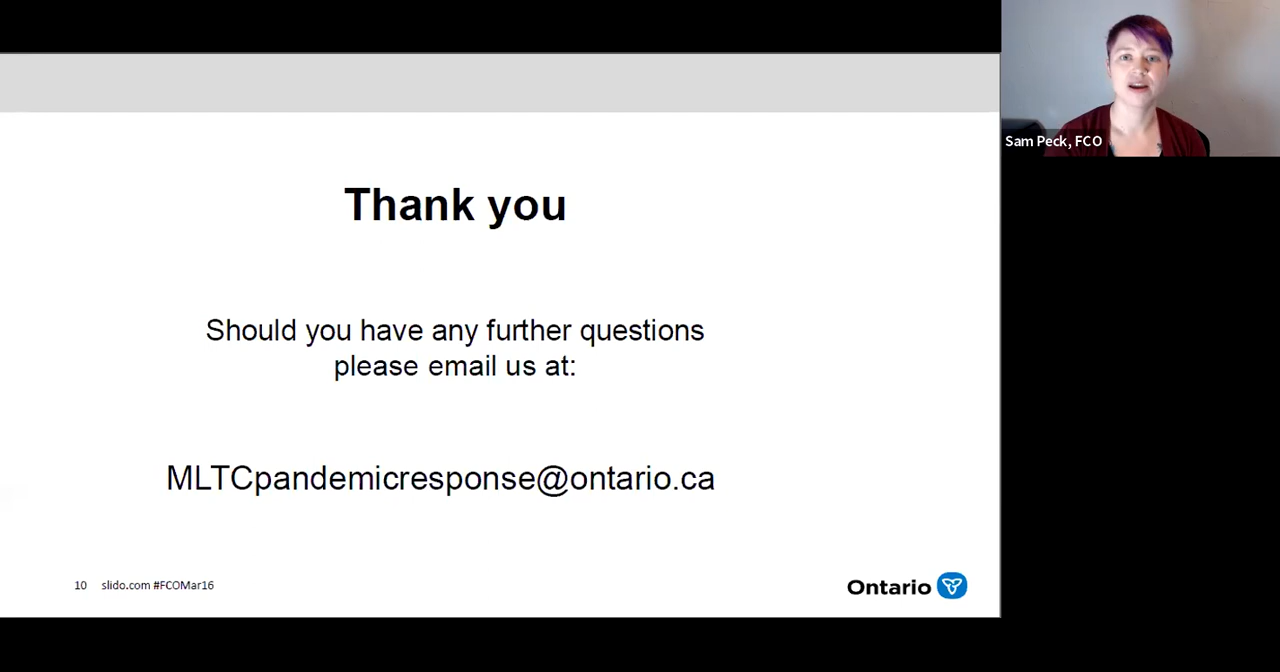 Sam Peck, FCO
Thank you
Should you have any further questions
please email us at:
MLTCpandemicresponse@ontario.ca
10 slido.com #FCOMar16
Ontario